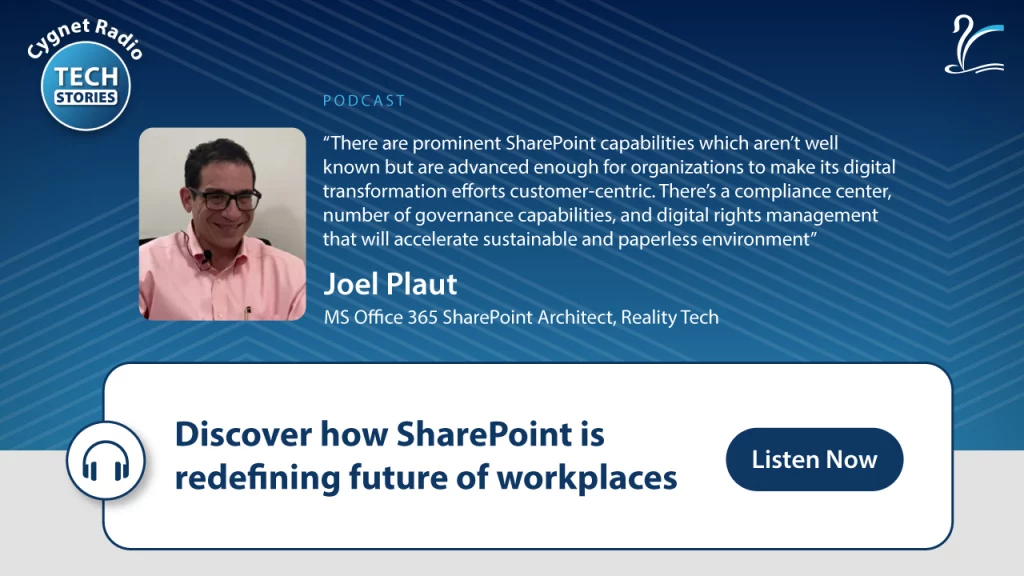 Cygnet Radio
TECH
STORIES
PODCAST
“There are prominent SharePoint capabilities which aren’t well
known but are advanced enough for organizations to make its digital
transformation efforts customer-centric. There’s a compliance center,
number of governance capabilities, and digital rights management
that will accelerate sustainable and paperless environment”
Joel Plaut
MS Office 365 SharePoint Architect, Reality Tech
Discover how SharePoint is
redefining future of workplaces
Listen Now